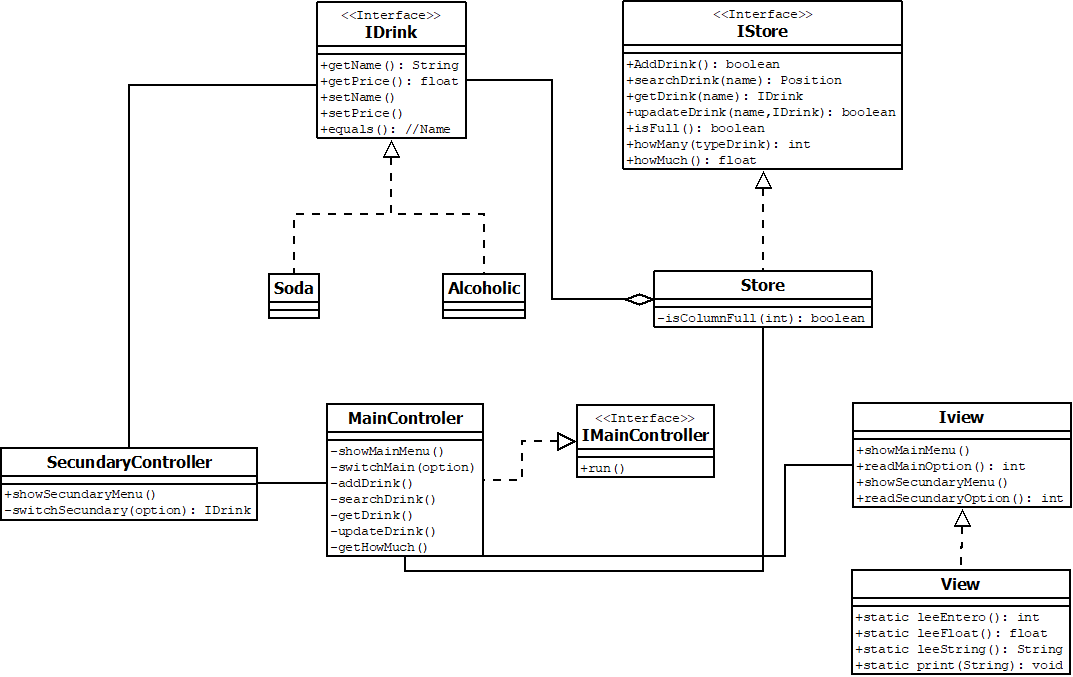 <<Interface>>
IDrink
+getName(): String
+getPrice(): float
+setName()
+setPrice()
+equals(): //Name
<<Interface>>
IStore
+AddDrink(): boolean
+searchDrink(name): Position
+getDrink(name): IDrink
+upadateDrink(name,IDrink): boolean
+isFull(): boolean
+howMany(typeDrink): int
+howMuch(): float
Soda
Alcoholic
Store
-isColumnFull(int): boolean
SecundaryController
+showSecundaryMenu()
-switchSecundary(option): IDrink
MainControler
-showMainMenu()
-switchMain(option)
-addDrink()
-searchDrink()
-getDrink()
-updateDrink()
-getHowMuch()
<<Interface>>
IMainController
+run()
Iview
+showMainMenu()
+readMainOption(): int
+showSecundaryMenu()
+readSecundaryOption(): int
View
+static leeEntero(): int
+static leeFloat(): float
+static leeString(): String
+static print(String): void